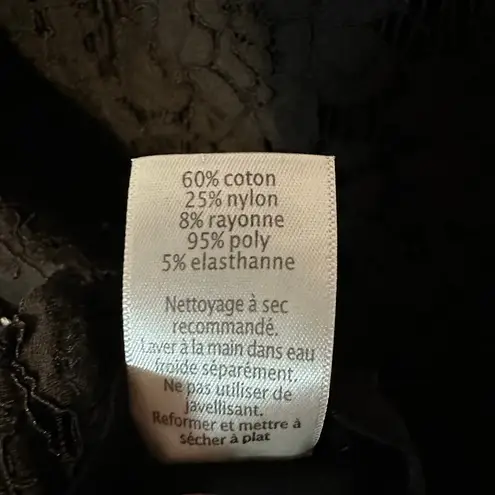 60% coton
25% nylon
8% rayonne
95% poly
5% elasthanne
Nettoyage à sec
recommandé.
Laver à la main dans eau
froide séparément.
Ne pas utiliser de
javellisant.
Reformer et mettre à
sécher à plat